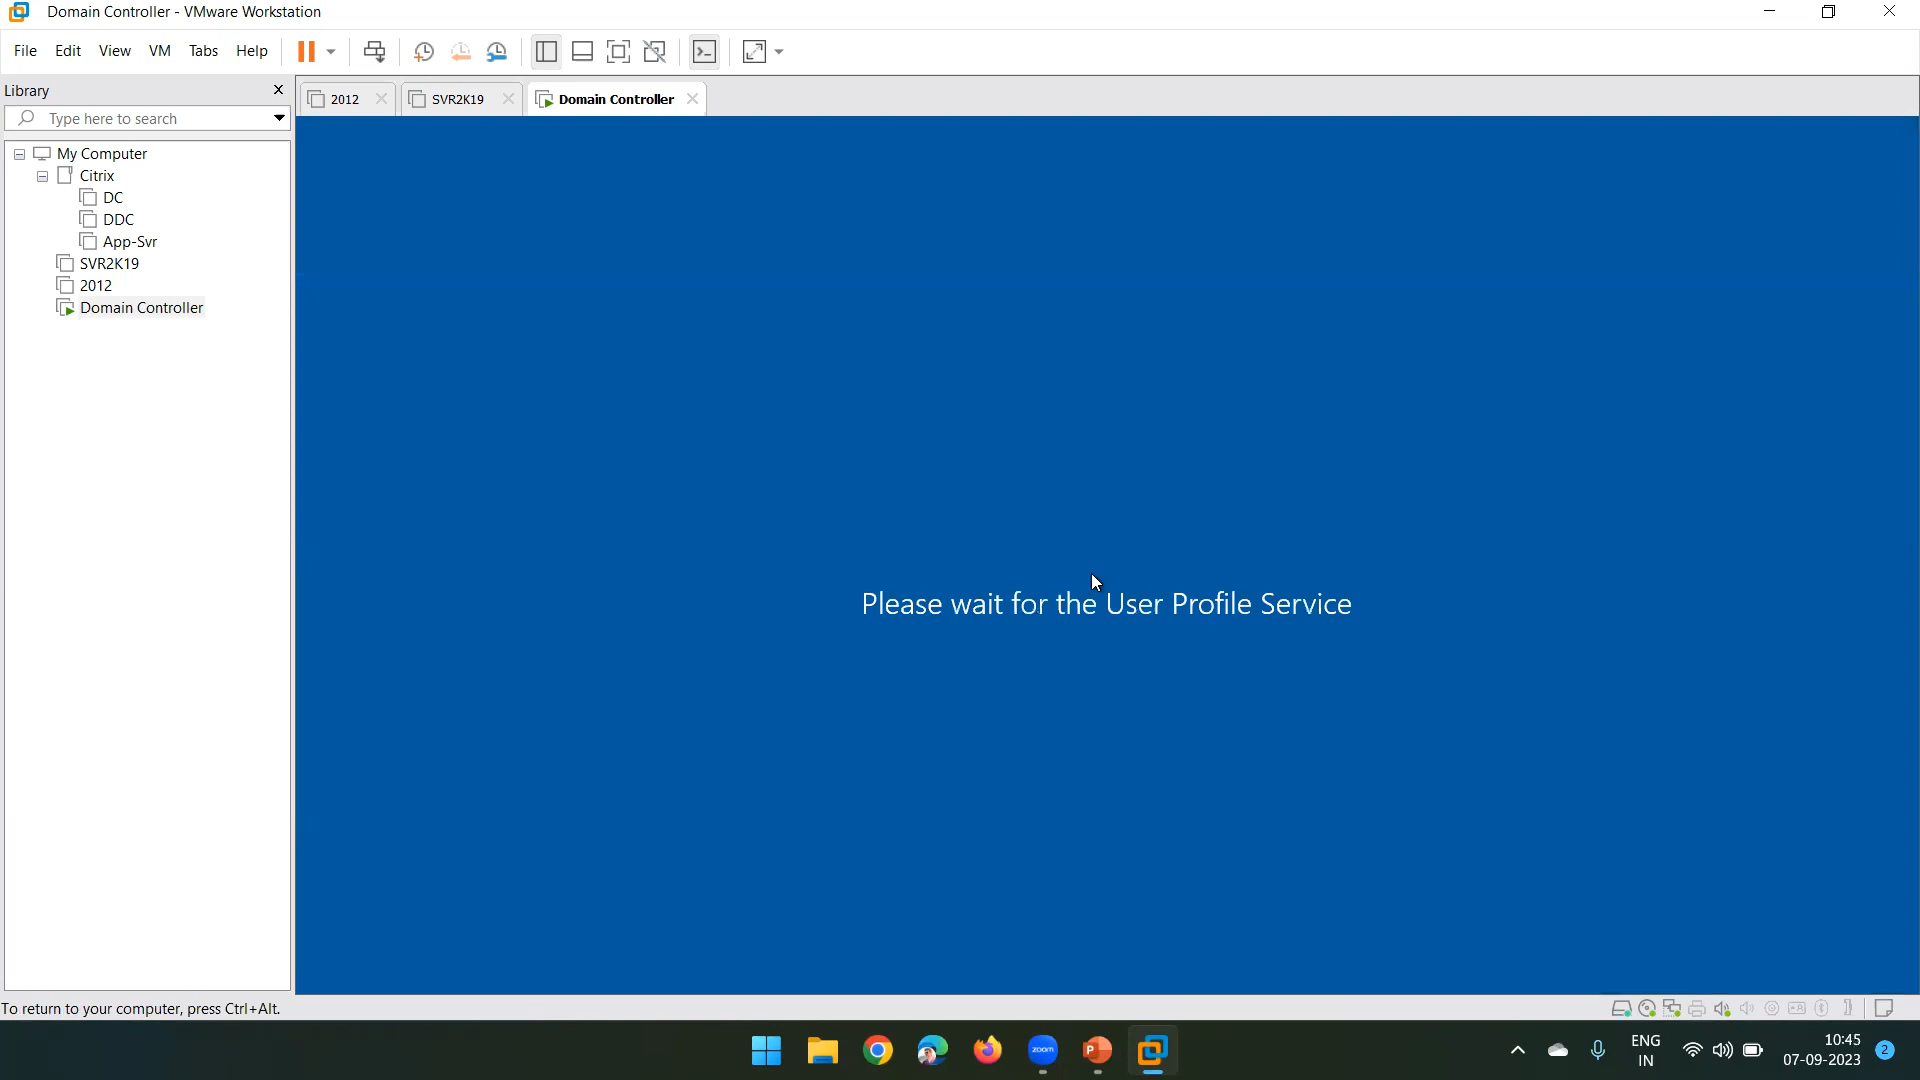 Domain Controller - VMware Workstation
File Edit View VM Tabs Help
Library
Type here to search
My Computer
Citrix
DC
DDC
App-Svr
SVR2K19
2012
Domain Controller
2012 SVR2K19 Domain Controller
Please wait for the User Profile Service
To return to your computer, press Ctrl+Alt.
zoom
P
ENG
IN
10:45
07-09-2023
2